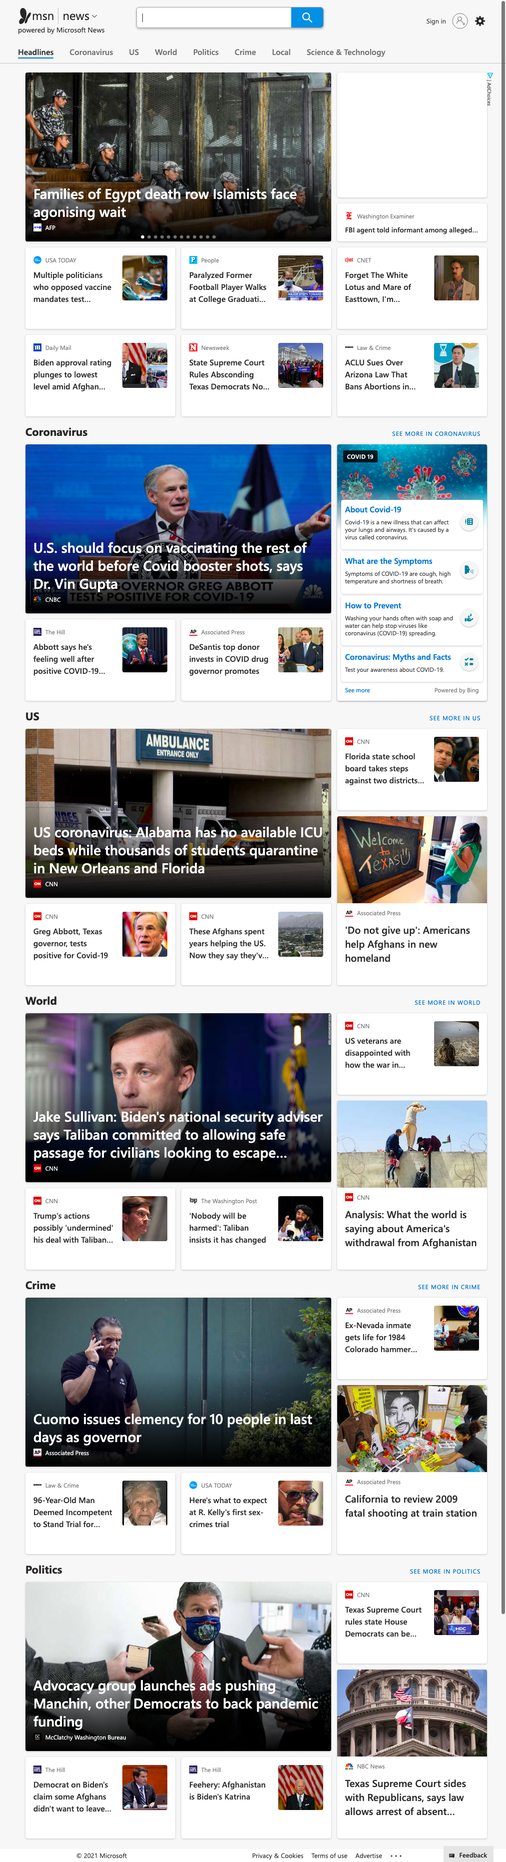 msn news
powered by Microsoft News
Sign in
Headlines Coronavirus US World Politics Crime Local Science & Technology
Families of Egypt death row Islamists face
agonising wait
AFP
AdChoices
Washington Examiner
FBI agent told informant among alleged...
USA TODAY
Multiple politicians
who opposed vaccine
mandates test...
People
Paralyzed Former
Football Player Walks
at College Graduati...
CNET
Forget The White
Lotus and Mare of
Easttown, I'm...
Daily Mail
Biden approval rating
plunges to lowest
level amid Afghan...
Newsweek
State Supreme Court
Rules Absconding
Texas Democrats No...
Law & Crime
ACLU Sues Over
Arizona Law That
Bans Abortions in...
Coronavirus
SEE MORE IN CORONAVIRUS
U.S. should focus on vaccinating the rest of
the world before Covid booster shots, says
Dr. Vin Gupta
GOVERNOR GREG ABBOTT
TESTS POSITIVE FOR COVID-19
CNBC
COVID 19
About Covid-19
Covid-19 is a new illness that can affect
your lungs and airways. It's caused by a
virus called coronavirus.
What are the Symptoms
Symptoms of COVID-19 are cough, high
temperature and shortness of breath.
How to Prevent
Washing your hands often with soap and
water can help stop viruses like
coronavirus (COVID-19) spreading.
Coronavirus: Myths and Facts
Test your awareness about COVID-19.
See more
Powered by Bing
The Hill
Abbott says he's
feeling well after
positive COVID-19...
Associated Press
DeSantis top donor
invests in COVID drug
governor promotes
US
SEE MORE IN US
AMBULANCE
ENTRANCE ONLY
US coronavirus: Alabama has no available ICU
beds while thousands of students quarantine
in New Orleans and Florida
CNN
CNN
Florida state school
board takes steps
against two districts...
Welcome
to
Texas
Associated Press
'Do not give up': Americans
help Afghans in new
homeland
CNN
Greg Abbott, Texas
governor, tests
positive for Covid-19
CNN
These Afghans spent
years helping the US.
Now they say they'v...
World
SEE MORE IN WORLD
Jake Sullivan: Biden's national security adviser
says Taliban committed to allowing safe
passage for civilians looking to escape...
CNN
CNN
US veterans are
disappointed with
how the war in...
CNN
Analysis: What the world is
saying about America's
withdrawal from Afghanistan
CNN
Trump's actions
possibly 'undermined'
his deal with Taliban...
The Washington Post
'Nobody will be
harmed': Taliban
insists it has changed
Crime
SEE MORE IN CRIME
Cuomo issues clemency for 10 people in last
days as governor
Associated Press
Associated Press
Ex-Nevada inmate
gets life for 1984
Colorado hammer...
Associated Press
California to review 2009
fatal shooting at train station
Law & Crime
96-Year-Old Man
Deemed Incompetent
to Stand Trial for...
USA TODAY
Here's what to expect
at R. Kelly's first sex-
crimes trial
Politics
SEE MORE IN POLITICS
Advocacy group launches ads pushing
Manchin, other Democrats to back pandemic
funding
McClatchy Washington Bureau
CNN
Texas Supreme Court
rules state House
Democrats can be...
NBC News
Texas Supreme Court sides
with Republicans, says law
allows arrest of absent...
The Hill
Democrat on Biden's
claim some Afghans
didn't want to leave...
The Hill
Feehery: Afghanistan
is Biden's Katrina
© 2021 Microsoft
Privacy & Cookies Terms of use Advertise ...
Feedback